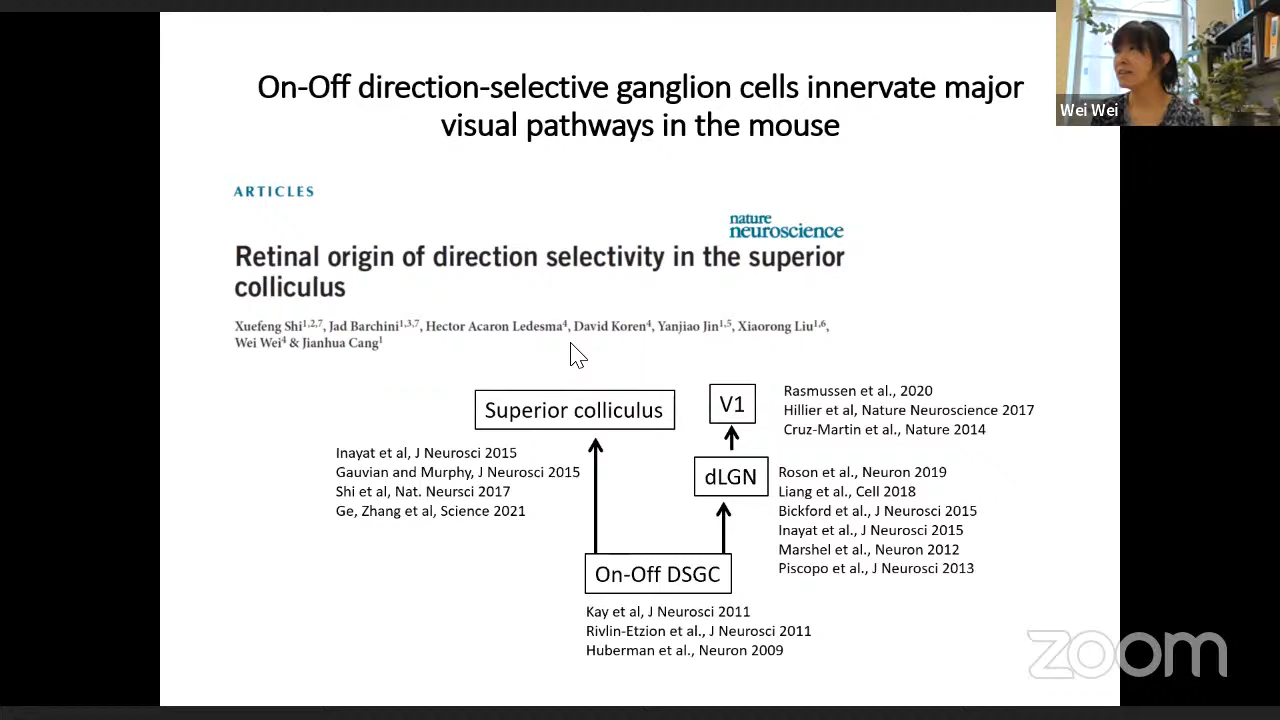 On-Off direction-selective ganglion cells innervate major
visual pathways in the mouse
Wei Wei
ARTICLES
nature
neuroscience
Retinal origin of direction selectivity in the superior
colliculus
Xuefeng Shi1,2,7, Jad Barchini1,3,7, Hector Acaron Ledesma4, David Koren4, Yanjiao Jin1,5, Xiaorong Liu1,6,
Wei Wei4 & Jianhua Cang1
Superior colliculus
V1
Rasmussen et al., 2020
Hillier et al, Nature Neuroscience 2017
Cruz-Martin et al., Nature 2014
Inayat et al, J Neurosci 2015
Gauvian and Murphy, J Neurosci 2015
Shi et al, Nat. Neursci 2017
Ge, Zhang et al, Science 2021
dLGN
Roson et al., Neuron 2019
Liang et al., Cell 2018
Bickford et al., J Neurosci 2015
Inayat et al., J Neurosci 2015
Marshel et al., Neuron 2012
Piscopo et al., J Neurosci 2013
On-Off DSGC
Kay et al, J Neurosci 2011
Rivlin-Etzion et al., J Neurosci 2011
Huberman et al., Neuron 2009
zoom